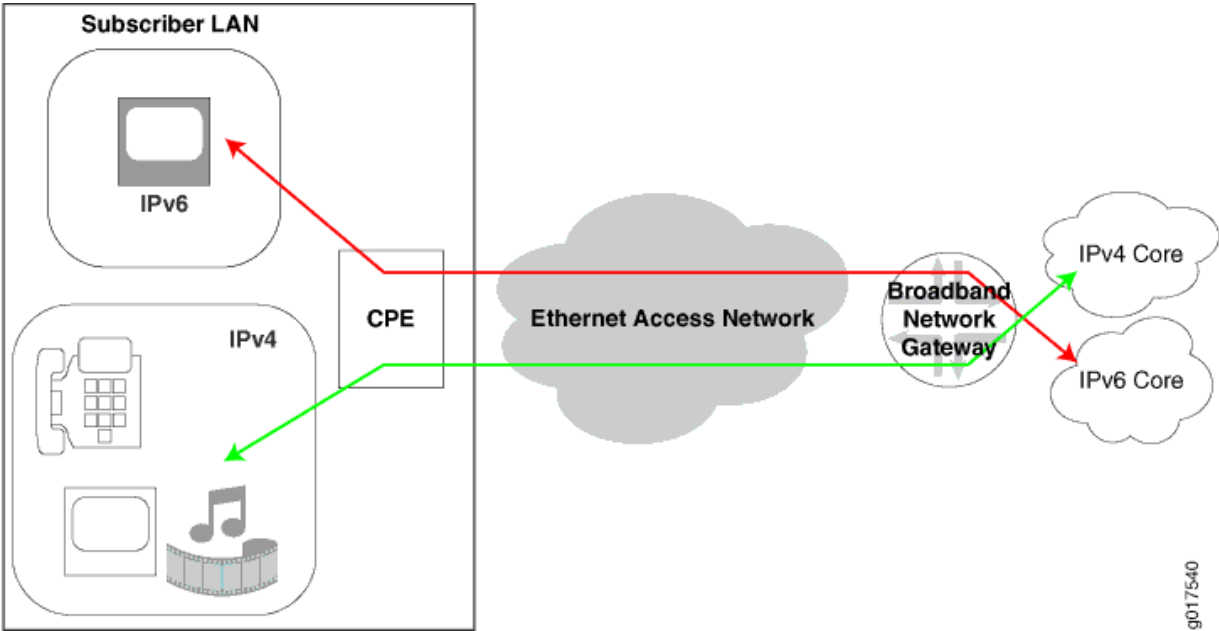 Subscriber LAN
IPv6
IPv4
CPE
Ethernet Access Network
Broadband
Network
Gateway
IPv4 Core
IPv6 Core
g017540